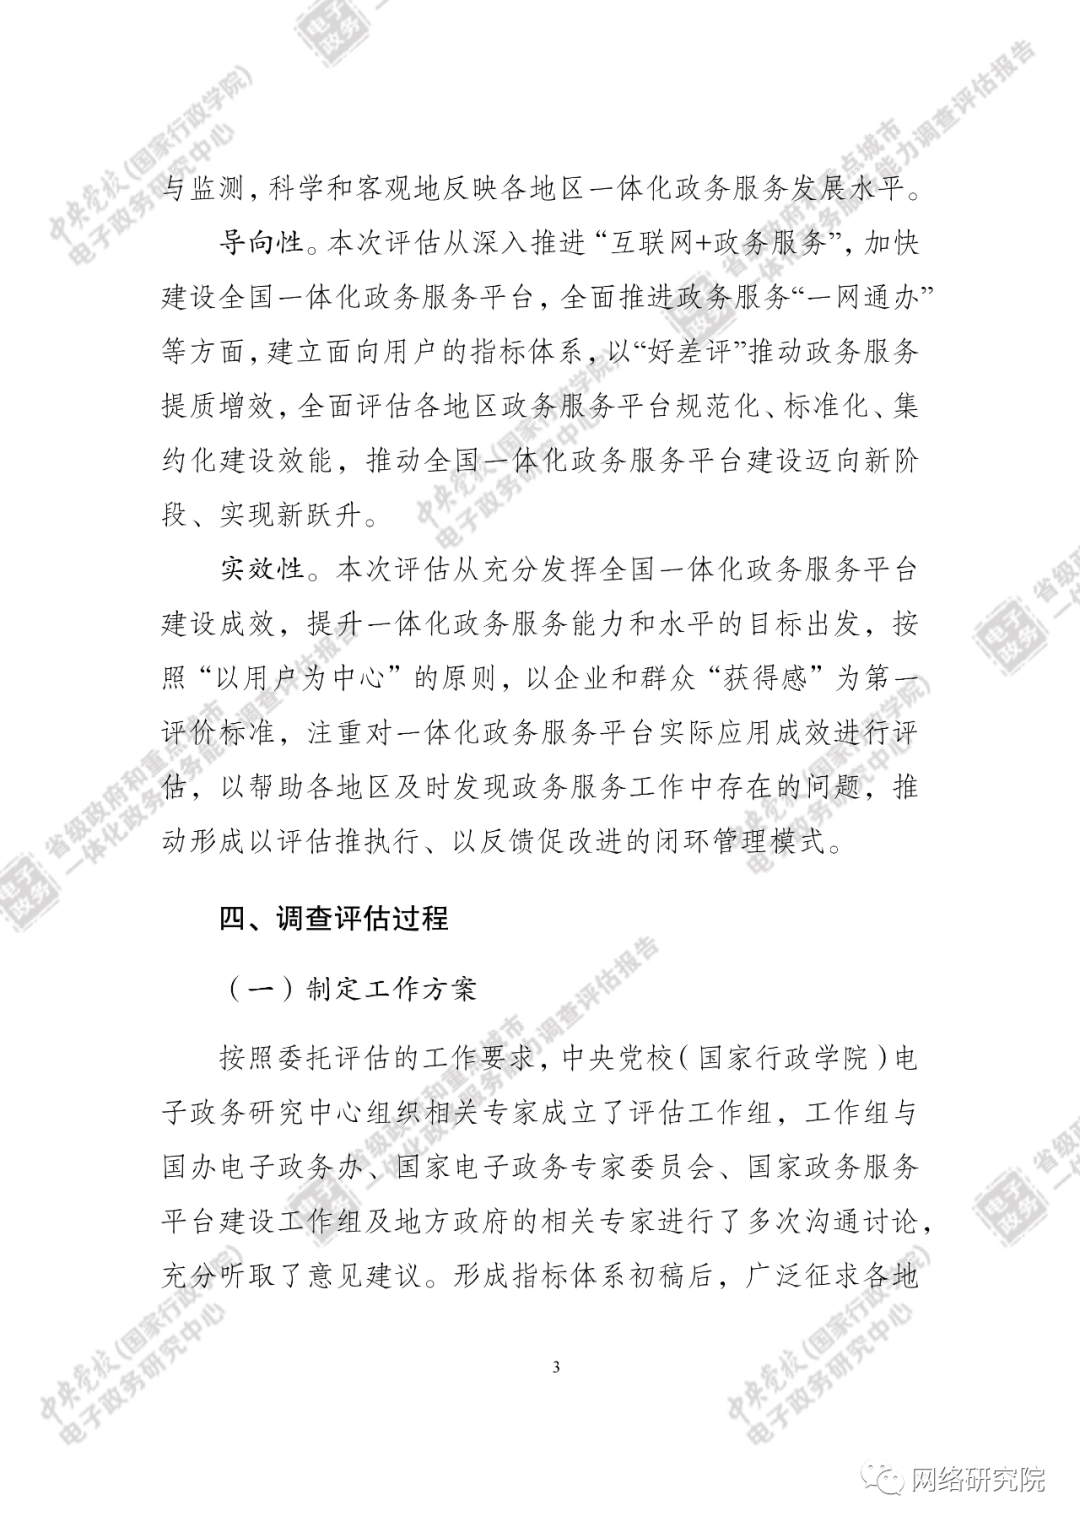 与监测，科学和客观地反映各地区一体化政务服务发展水平。
导向性。本次评估从深入推进“互联网+政务服务”，加快
建设全国一体化政务服务平台，全面推进政务服务“一网通办”
等方面，建立面向用户的指标体系，以“好差评”推动政务服务
提质增效，全面评估各地区政务服务平台规范化、标准化、集
约化建设效能，推动全国一体化政务服务平台建设迈向新阶
段、实现新跃升。
实效性。本次评估从充分发挥全国一体化政务服务平台
建设成效，提升一体化政务服务能力和水平的目标出发，按
照“以用户为中心”的原则，以企业和群众“获得感”为第一
评价标准，注重对一体化政务服务平台实际应用成效进行评
估，以帮助各地区及时发现政务服务工作中存在的问题，推
动形成以评估推执行、以反馈促改进的闭环管理模式。
四、调查评估过程
（一）制定工作方案
按照委托评估的工作要求，中央党校（国家行政学院）电
子政务研究中心组织相关专家成立了评估工作组，工作组与
国办电子政务办、国家电子政务专家委员会、国家政务服务
平台建设工作组及地方政府的相关专家进行了多次沟通讨论，
充分听取了意见建议。形成指标体系初稿后，广泛征求各地
3
网络研究院
电子政务
中央党校（国家行政学院）
电子政务研究中心
省级政府和重点城市
一体化政务服务能力调查评估报告